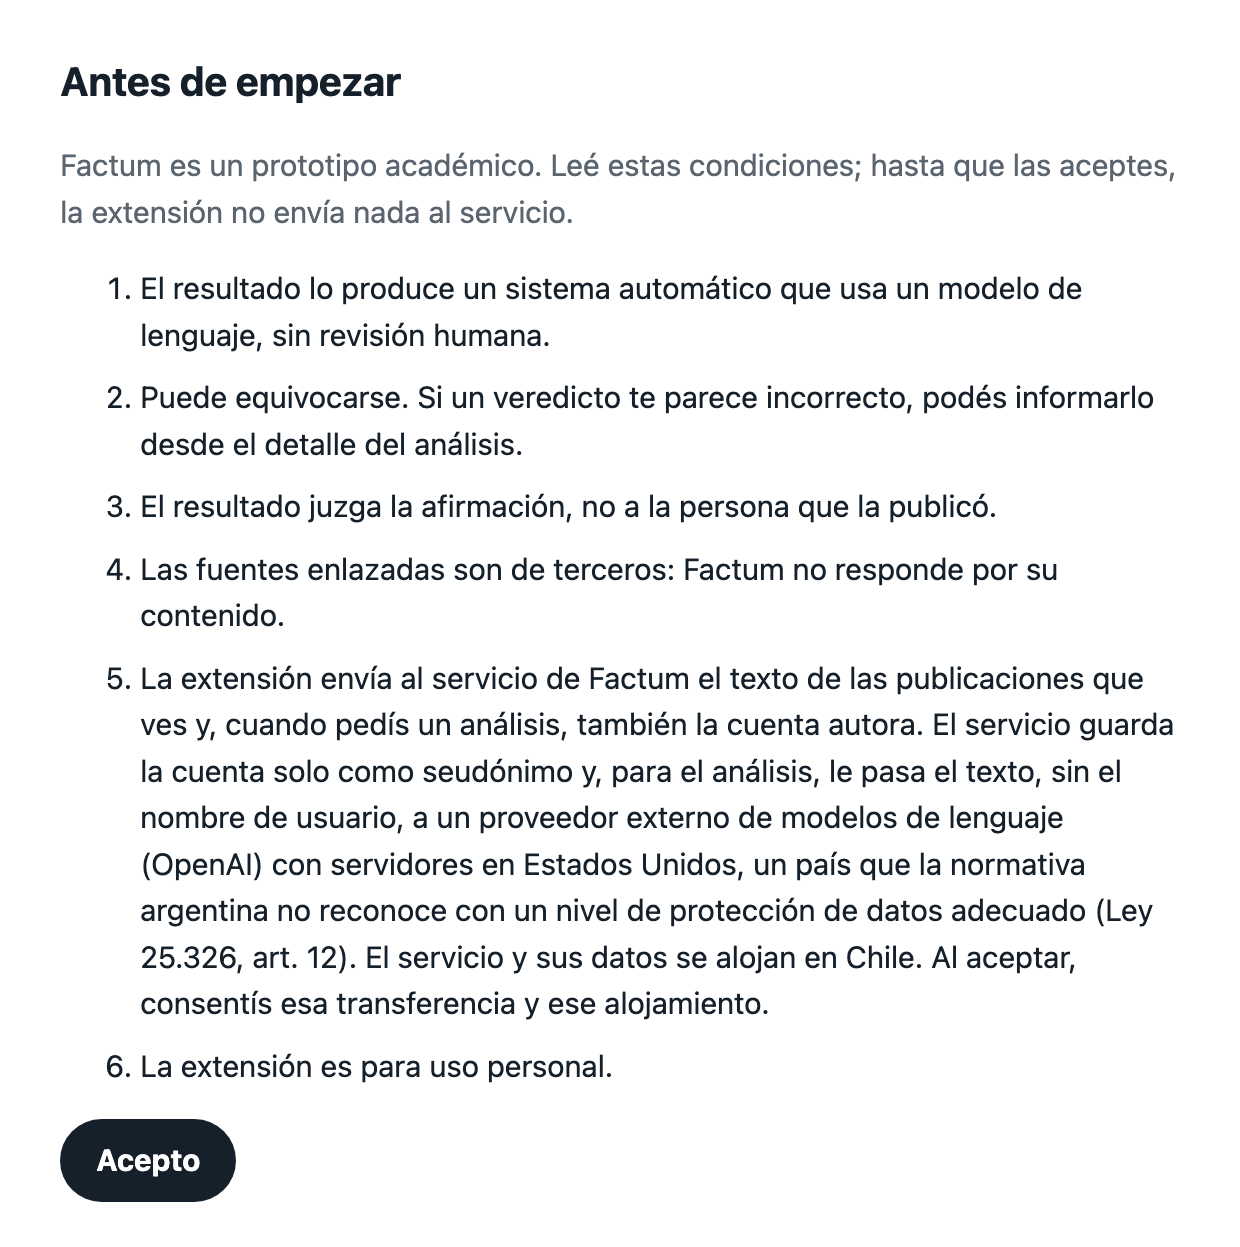 Antes de empezar
Factum es un prototipo académico. Leé estas condiciones; hasta que las aceptes,
la extensión no envía nada al servicio.
1. El resultado lo produce un sistema automático que usa un modelo de
lenguaje, sin revisión humana.
2. Puede equivocarse. Si un veredicto te parece incorrecto, podés informarlo
desde el detalle del análisis.
3. El resultado juzga la afirmación, no a la persona que la publicó.
4. Las fuentes enlazadas son de terceros: Factum no responde por su
contenido.
5. La extensión envía al servicio de Factum el texto de las publicaciones que
ves y, cuando pedís un análisis, también la cuenta autora. El servicio guarda
la cuenta solo como seudónimo y, para el análisis, le pasa el texto, sin el
nombre de usuario, a un proveedor externo de modelos de lenguaje
(OpenAI) con servidores en Estados Unidos, un país que la normativa
argentina no reconoce con un nivel de protección de datos adecuado (Ley
25.326, art. 12). El servicio y sus datos se alojan en Chile. Al aceptar,
consentís esa transferencia y ese alojamiento.
6. La extensión es para uso personal.
Acepto